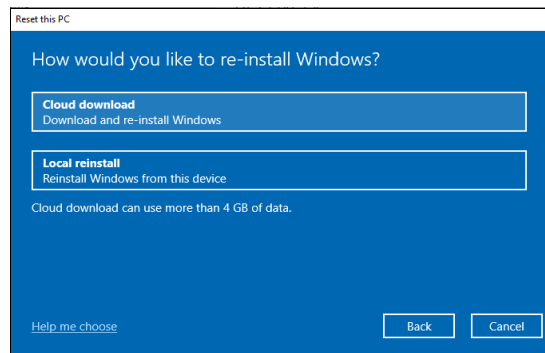 Reset this PC
How would you like to re-install Windows?
Cloud download
Download and re-install Windows
Local reinstall
Reinstall Windows from this device
Cloud download can use more than 4 GB of data.
Help me choose
Back
Cancel